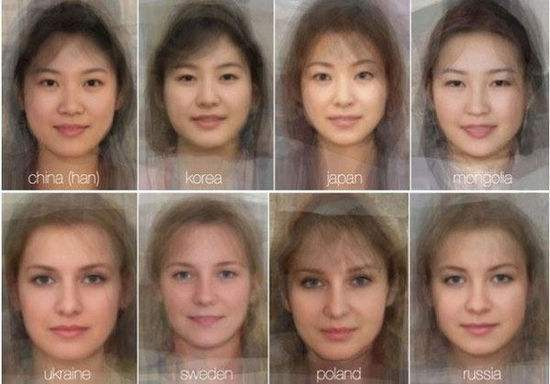 china (han)
korea
japan
mongolia
ukraine
sweden
poland
russia